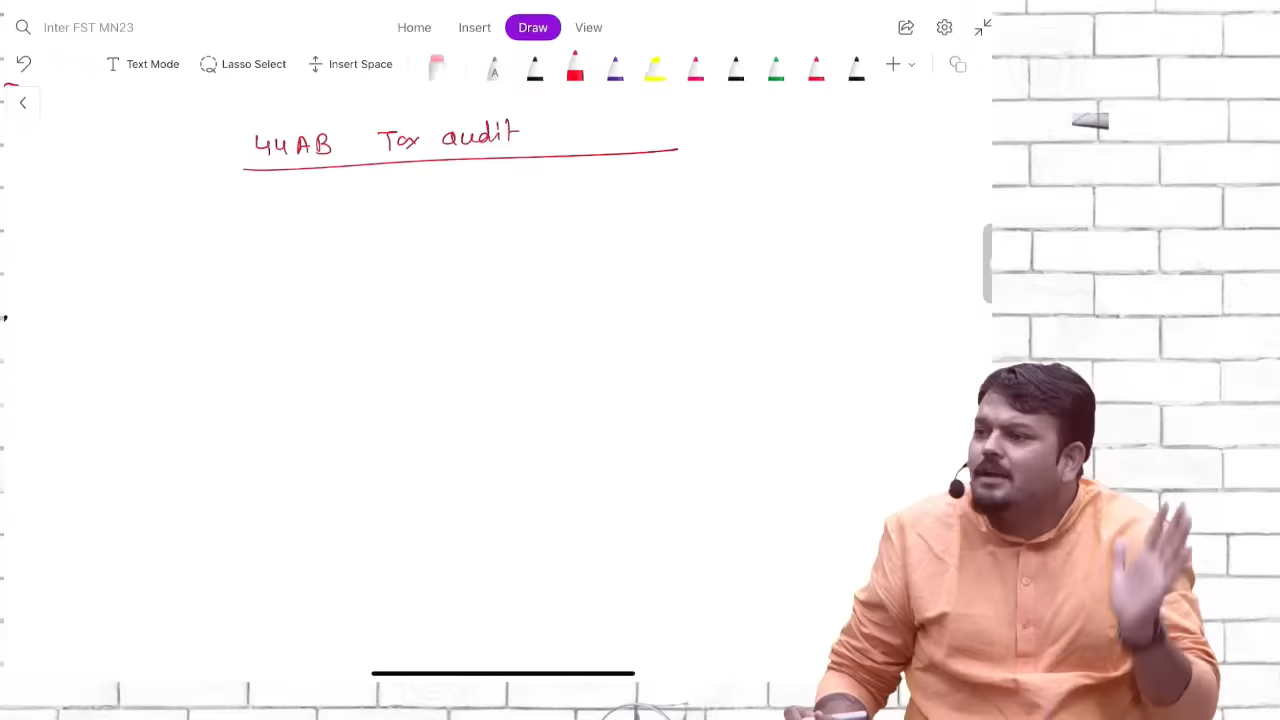 Inter FST MN23
Home Insert Draw View
Text Mode Lasso Select Insert Space
A
44AB Tax audit